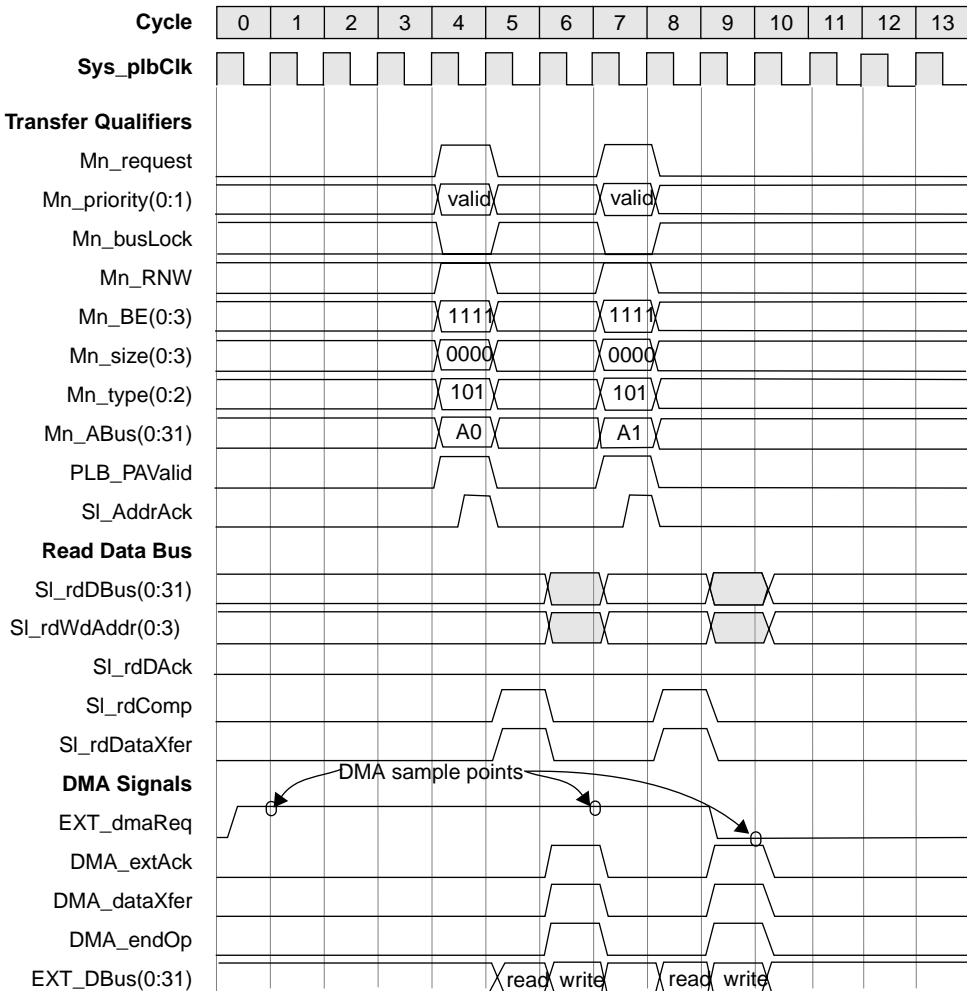 Cycle 0 1 2 3 4 5 6 7 8 9 10 11 12 13
Sys_plbClk
Transfer Qualifiers
Mn_request
Mn_priority(0:1) valid valid
Mn_busLock
Mn_RNW
Mn_BE(0:3) 1111 1111
Mn_size(0:3) 0000 0000
Mn_type(0:2) 101 101
Mn_ABus(0:31) A0 A1
PLB_PAValid
Sl_AddrAck
Read Data Bus
Sl_rdDBus(0:31)
Sl_rdWdAddr(0:3)
Sl_rdDAck
Sl_rdComp
Sl_rdDataXfer
DMA Signals DMA sample points
EXT_dmaReq
DMA_extAck
DMA_dataXfer
DMA_endOp
EXT_DBus(0:31) read write read write